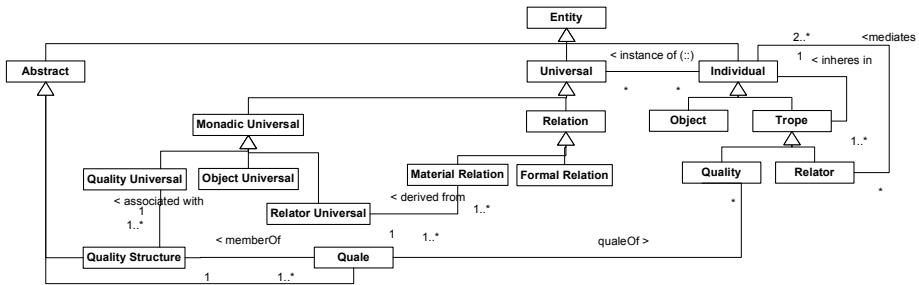 Entity
2..* <mediates
< instance of (::) 1 < inheres in
Abstract Universal Individual
* *
Monadic Universal Relation Object Trope
1..*
Quality Universal Object Universal Material Relation Formal Relation Quality Relator
< associated with < derived from * *
1 Relator Universal 1..*
1..*
< memberOf 1 1..* qualeOf >
Quality Structure Quale
1 1..*